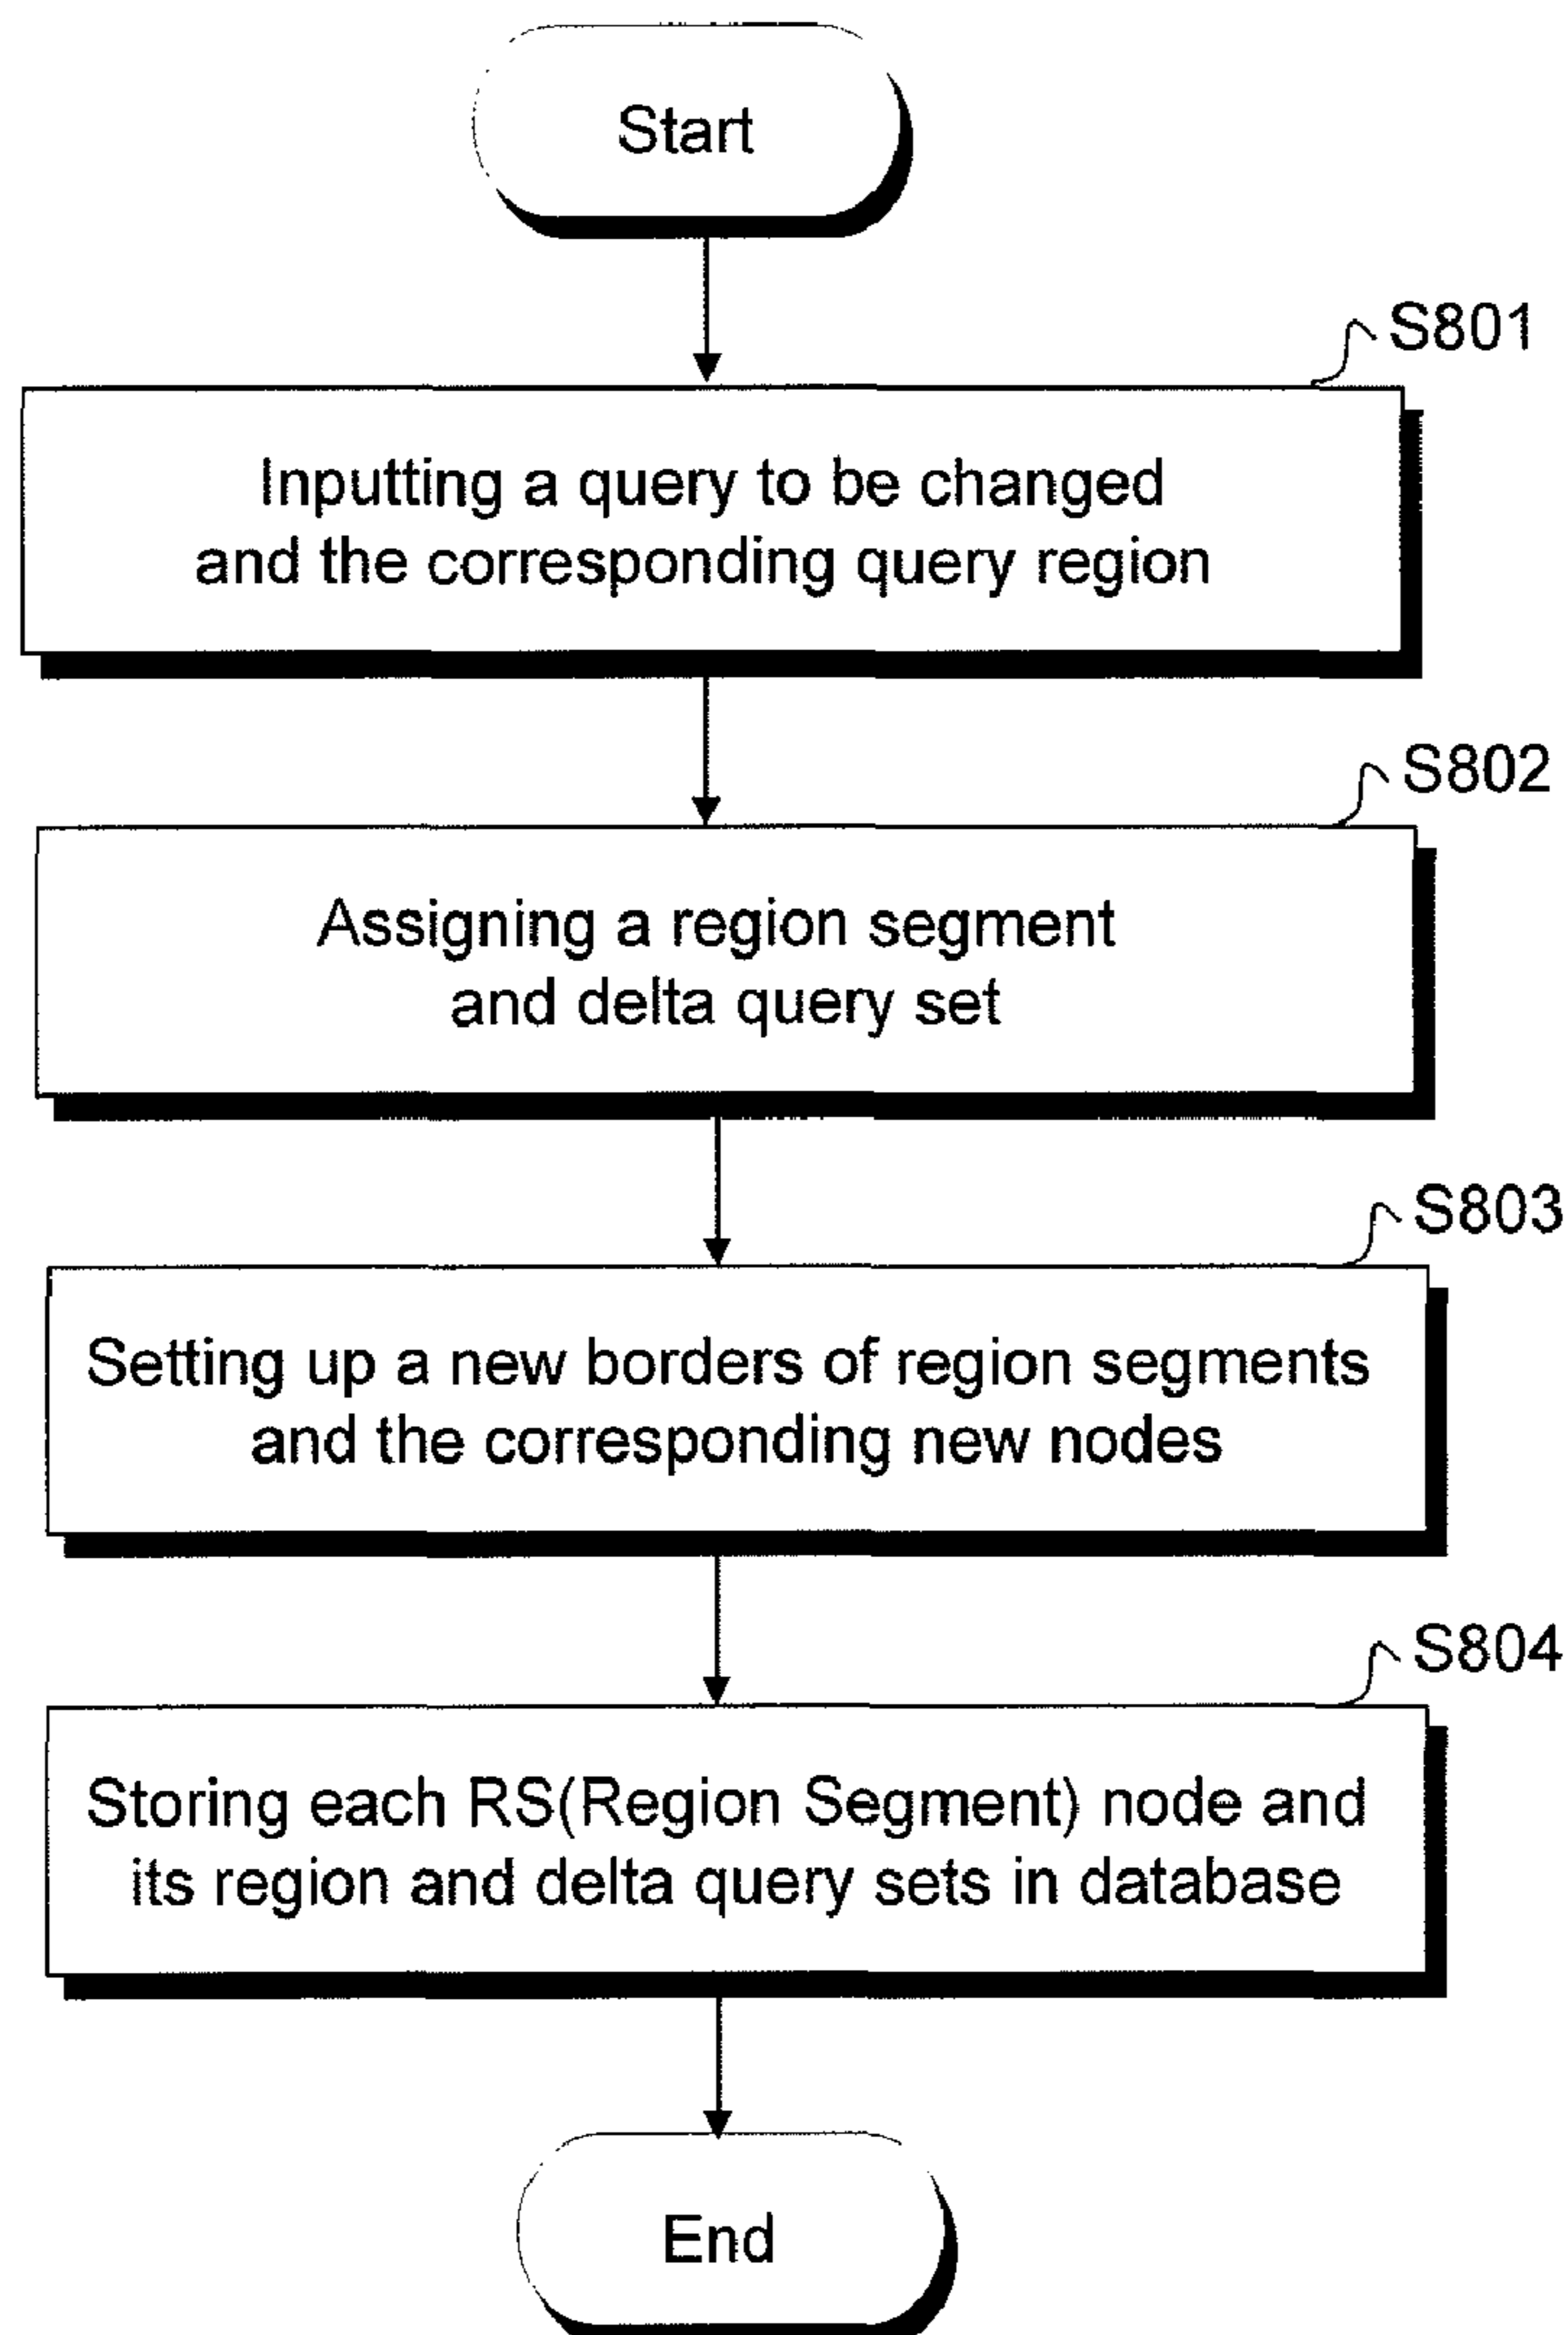 Start
S801
Inputting a query to be changed
and the corresponding query region
S802
Assigning a region segment
and delta query set
S803
Setting up a new borders of region segments
and the corresponding new nodes
S804
Storing each RS(Region Segment) node and
its region and delta query sets in database
End